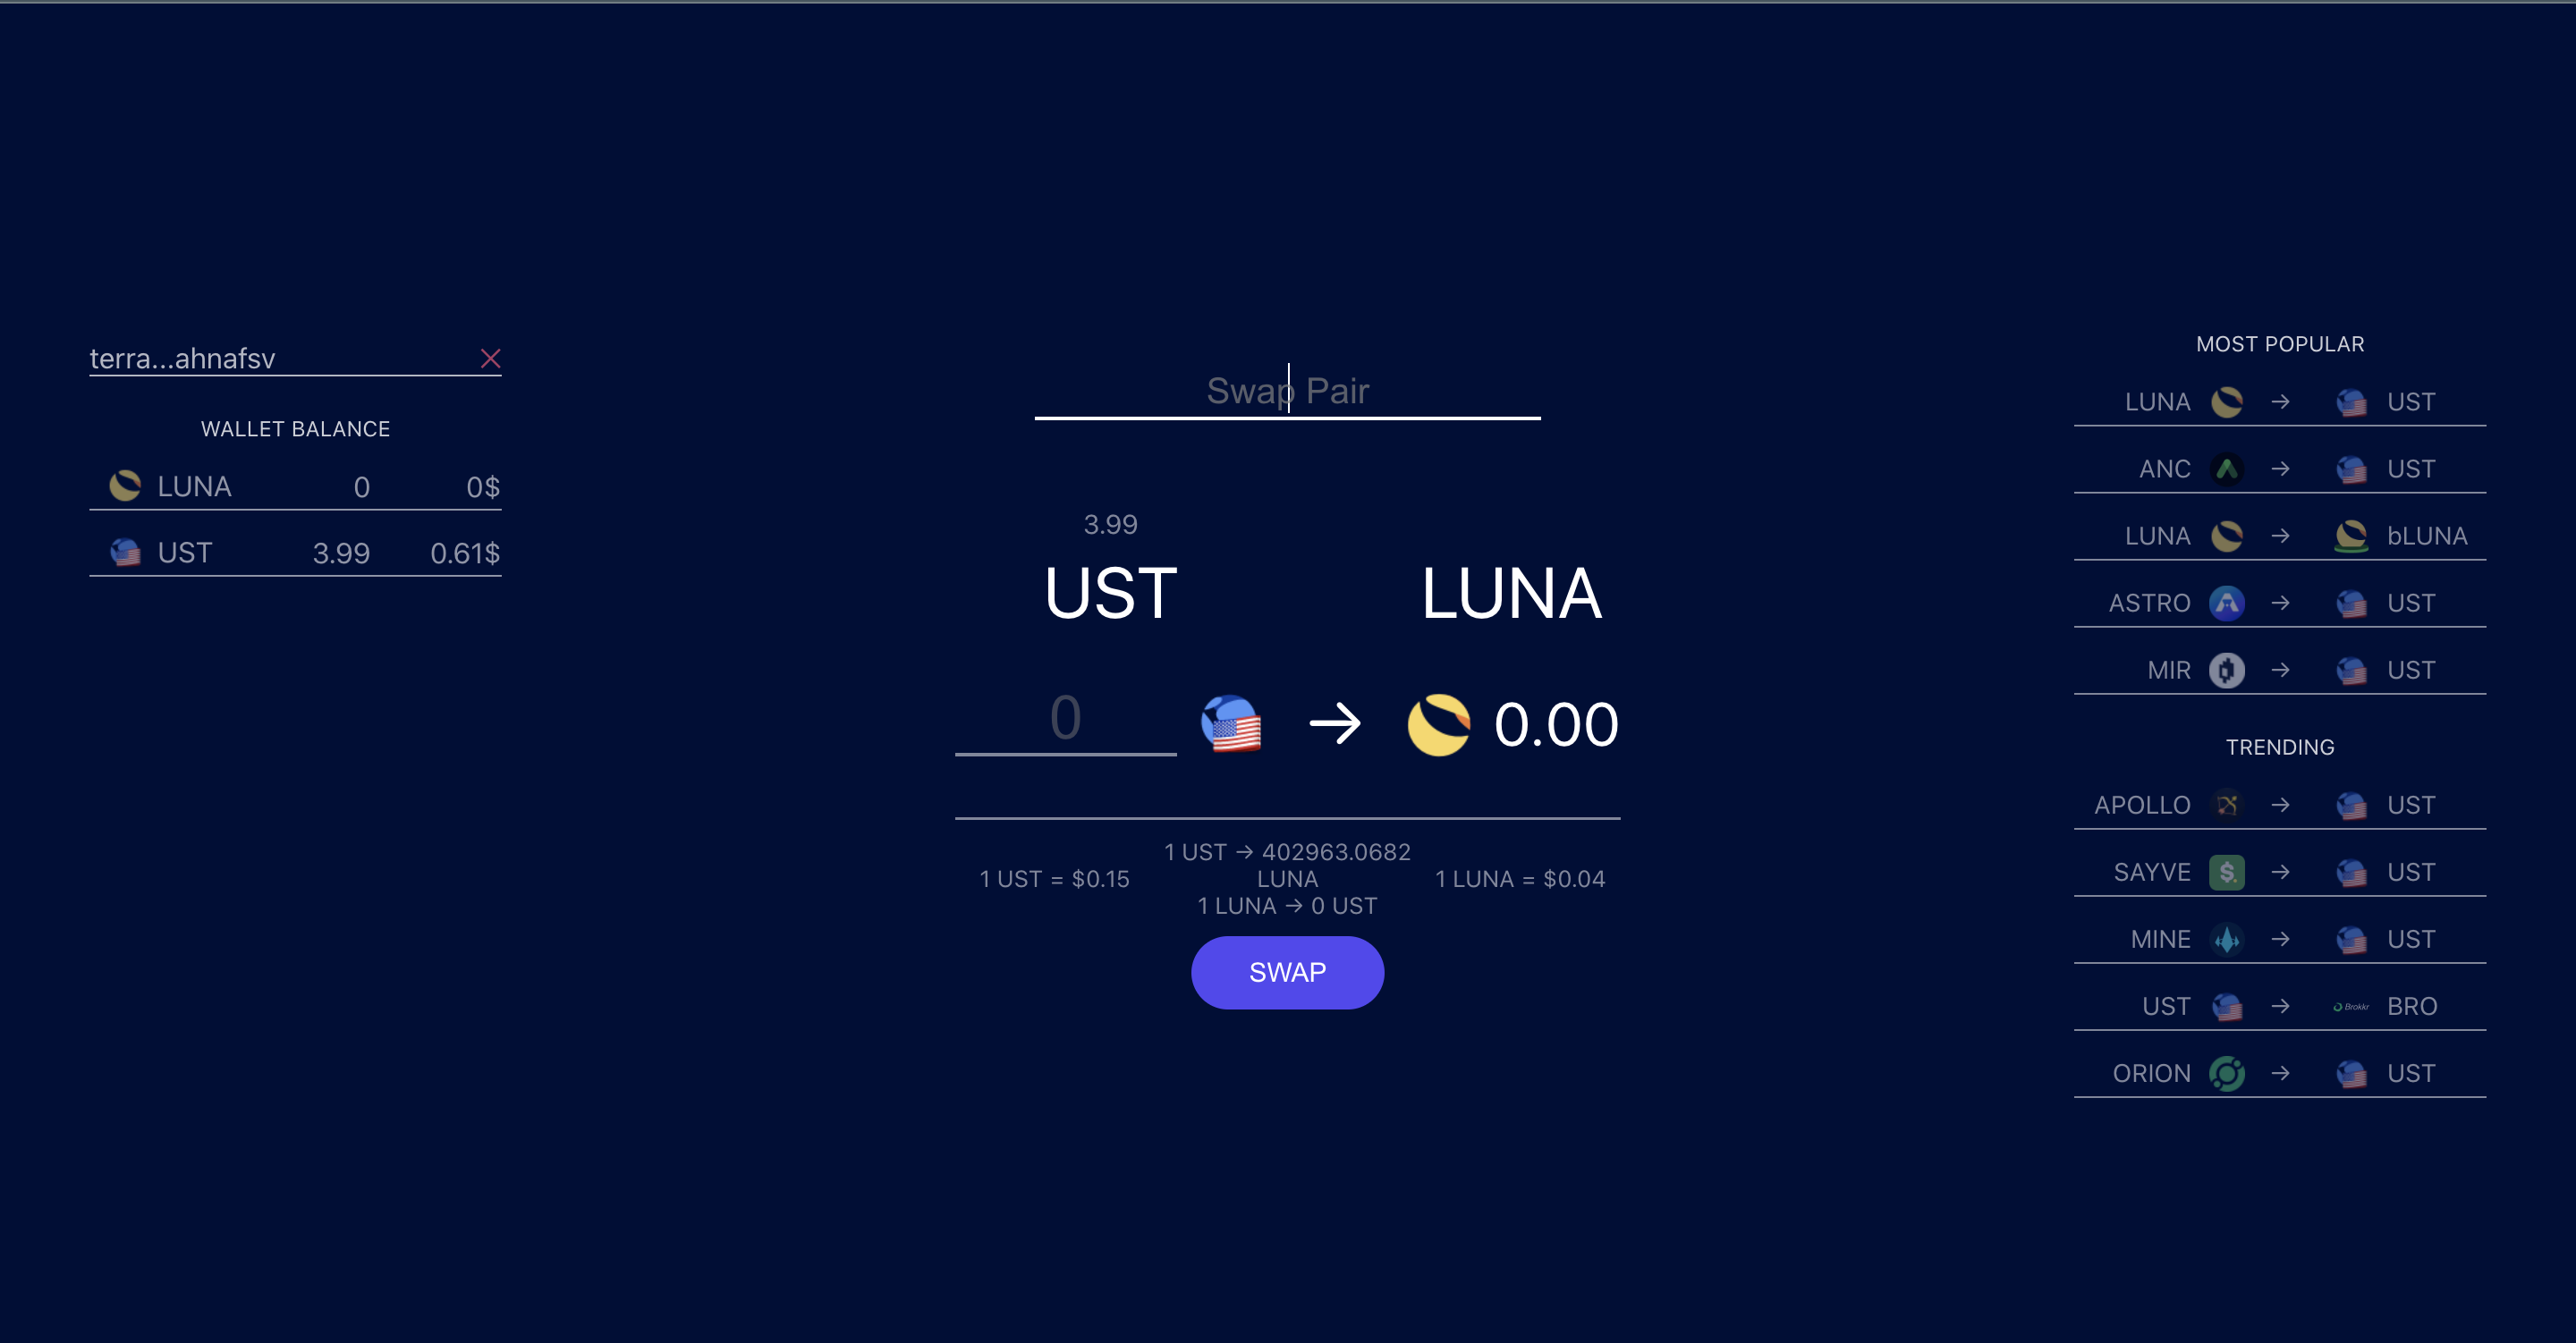 terra...ahnafsv
WALLET BALANCE
LUNA 0 0$
UST 3.99 0.61$
Swap Pair
3.99
UST LUNA
0 → 0.00
1 UST = $0.15
1 UST → 402963.0682
LUNA
1 LUNA → 0 UST
1 LUNA = $0.04
SWAP
MOST POPULAR
LUNA → UST
ANC → UST
LUNA → bLUNA
ASTRO → UST
MIR → UST
TRENDING
APOLLO → UST
SAYVE $ → UST
MINE → UST
UST → Brokkr BRO
ORION → UST